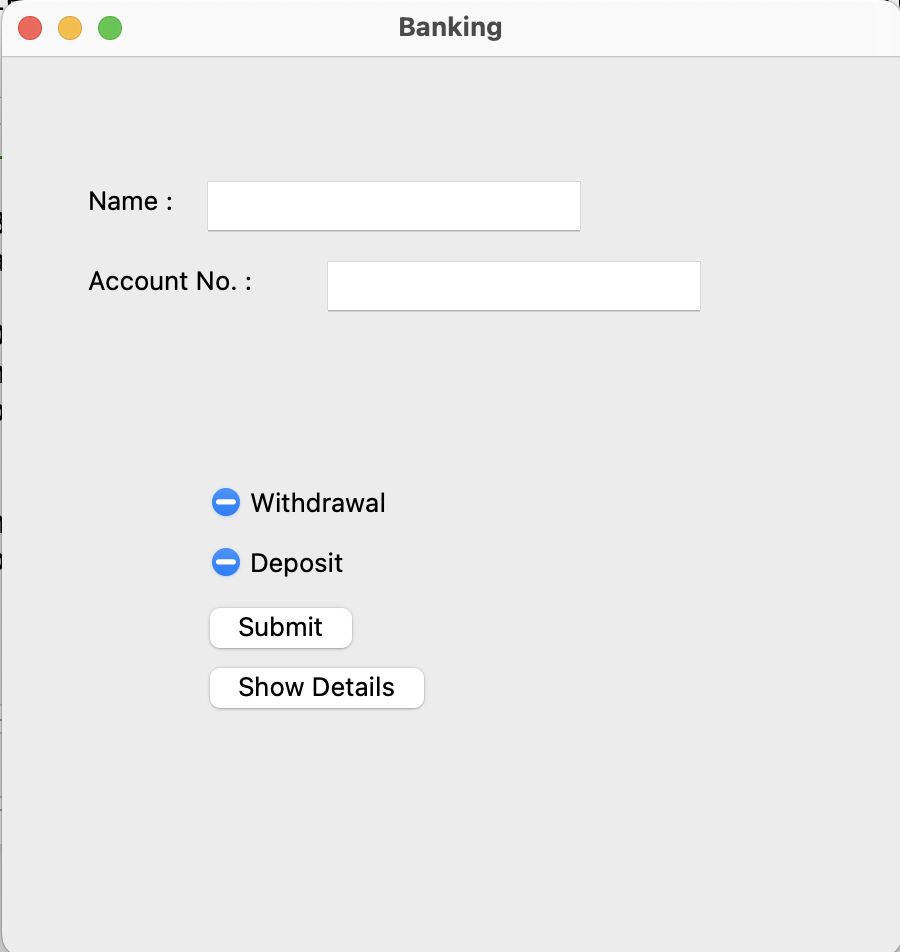 Banking
Name :
Account No. :
Withdrawal
Deposit
Submit
Show Details